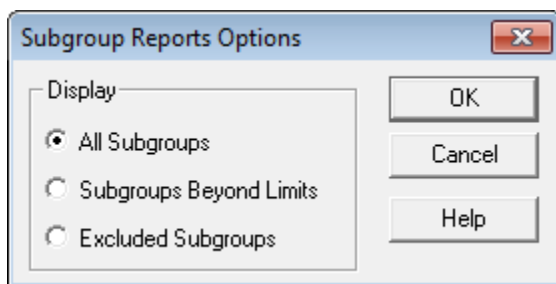 Subgroup Reports Options
Display
All Subgroups
Subgroups Beyond Limits
Excluded Subgroups
OK
Cancel
Help